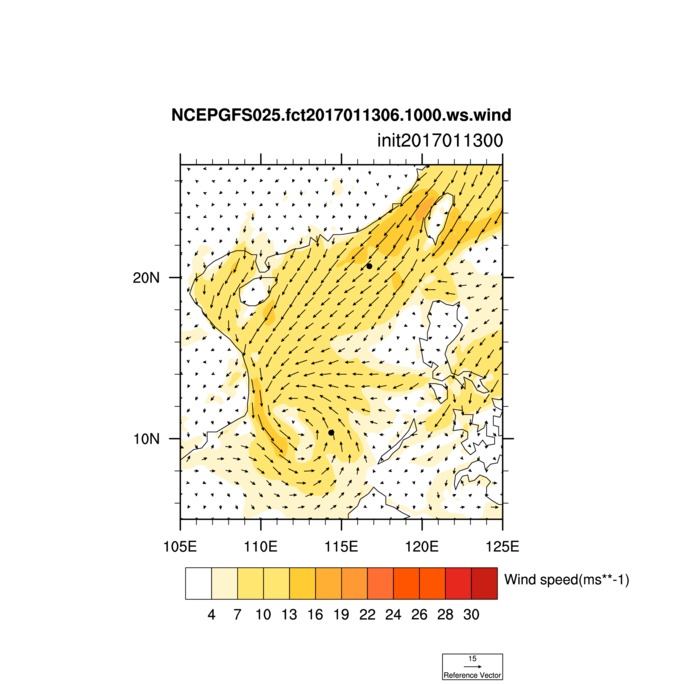 NCEPGFS025.fct2017011306.1000.ws.wind
init2017011300
20N
10N
105E 110E 115E 120E 125E
Wind speed(ms**-1)
4 7 10 13 16 19 22 24 26 28 30
15
Reference Vector